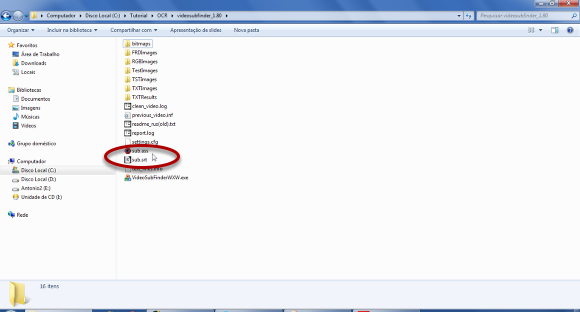 Computador ▸ Disco Local (C:) ▸ Tutorial ▸ OCR ▸ videosubfinder_1.80 ▸
Pesquisar videosubfinder_1.80
Organizar
Incluir na biblioteca
Compartilhar com
Apresentação de slides
Nova pasta
Favoritos
Área de Trabalho
Downloads
Locais
Bibliotecas
Documentos
Imagens
Músicas
Vídeos
Grupo doméstico
Computador
Disco Local (C:)
Disco Local (D:)
Antonio2 (E:)
Unidade de CD (I:)
Rede
bitmaps
FRDImages
RGBImages
TestImages
TSTImages
TXTImages
TXTResults
clean_video.log
previous_video.inf
readme_rus(old).txt
report.log
settings.cfg
sub.ass
sub.srt
VideoSubFinderWXW.exe
16 itens